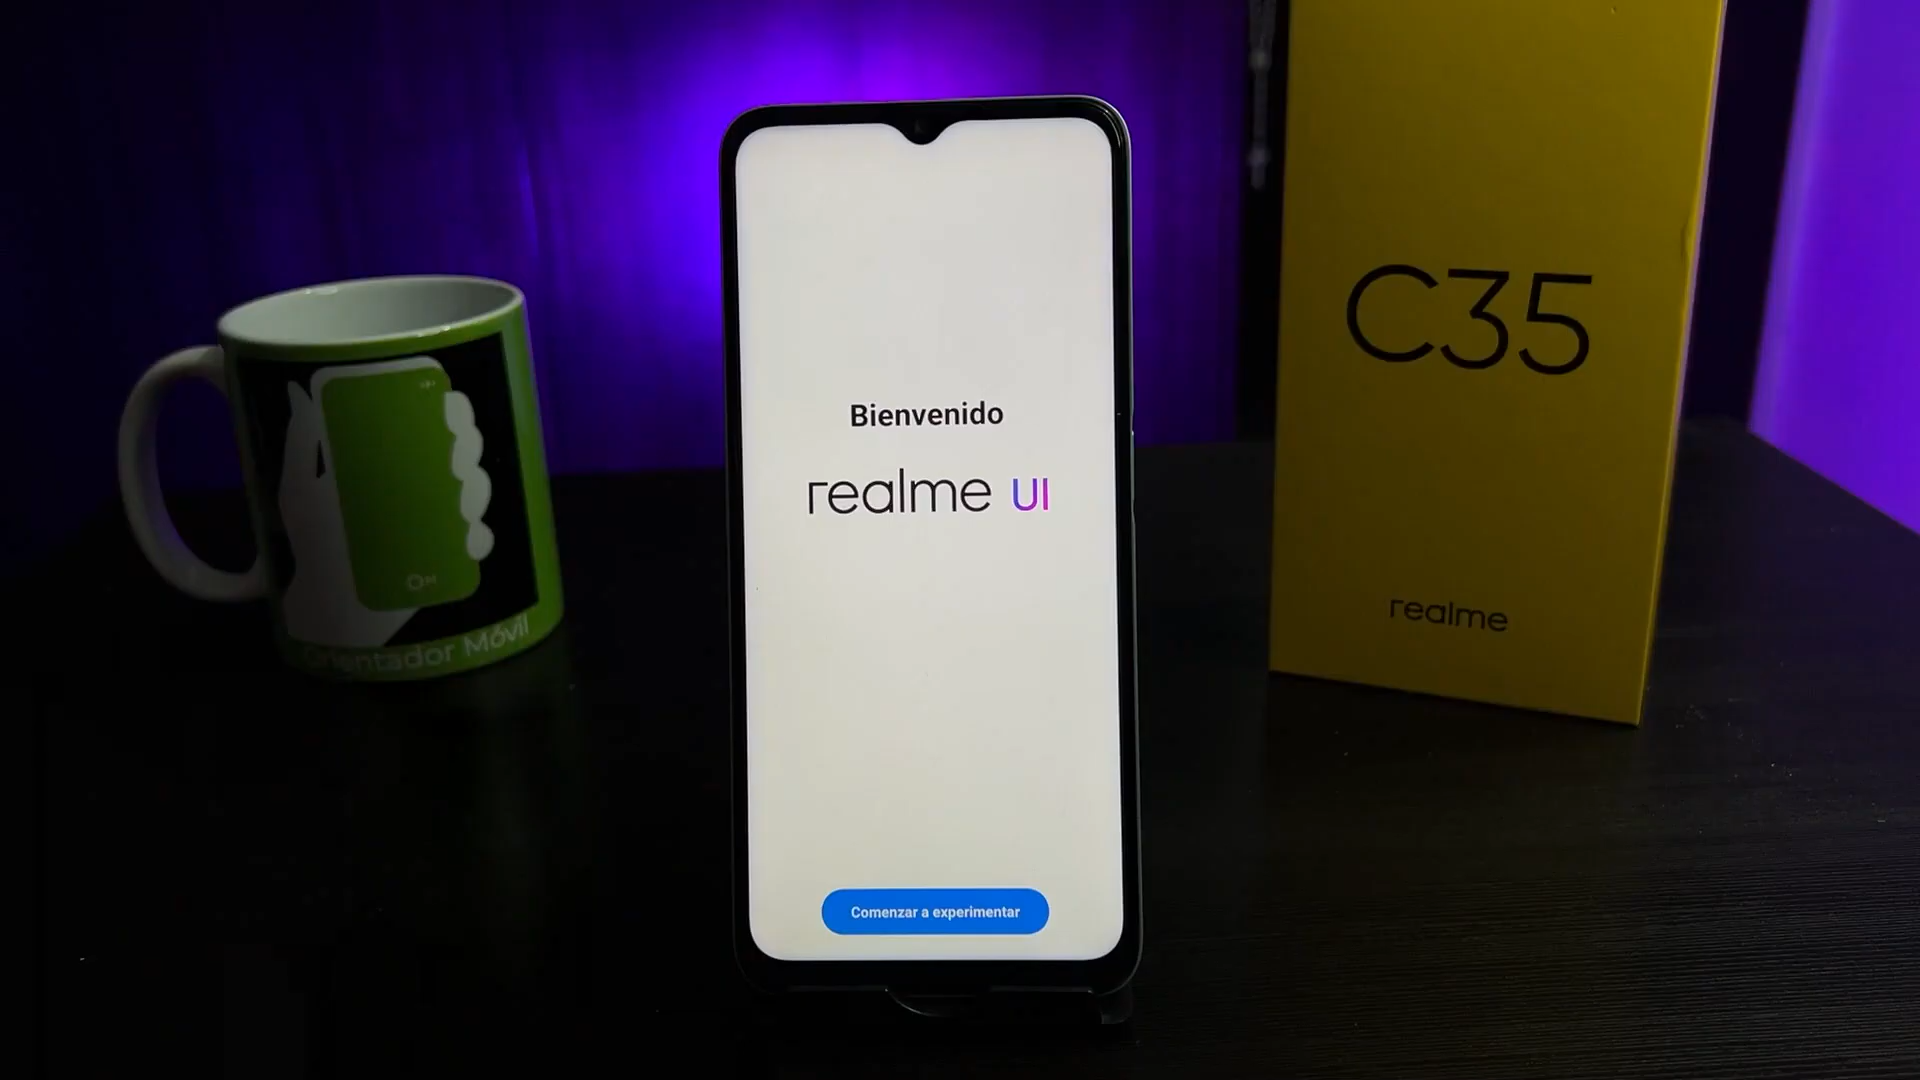 Bienvenido
realme UI
Comenzar a experimentar
C35
realme
Orientador Móvil